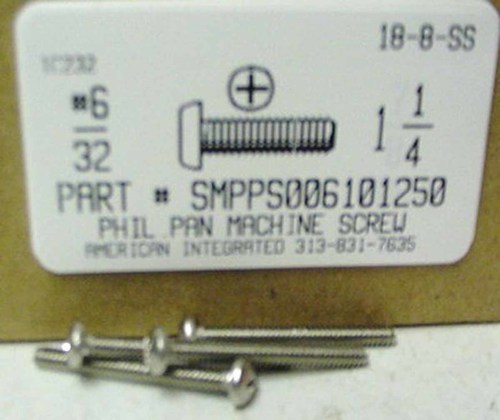 18-8-SS
#6
32
1 1/4
PART # SMPPS006101250
PHIL PAN MACHINE SCREW
AMERICAN INTEGRATED 313-831-7635